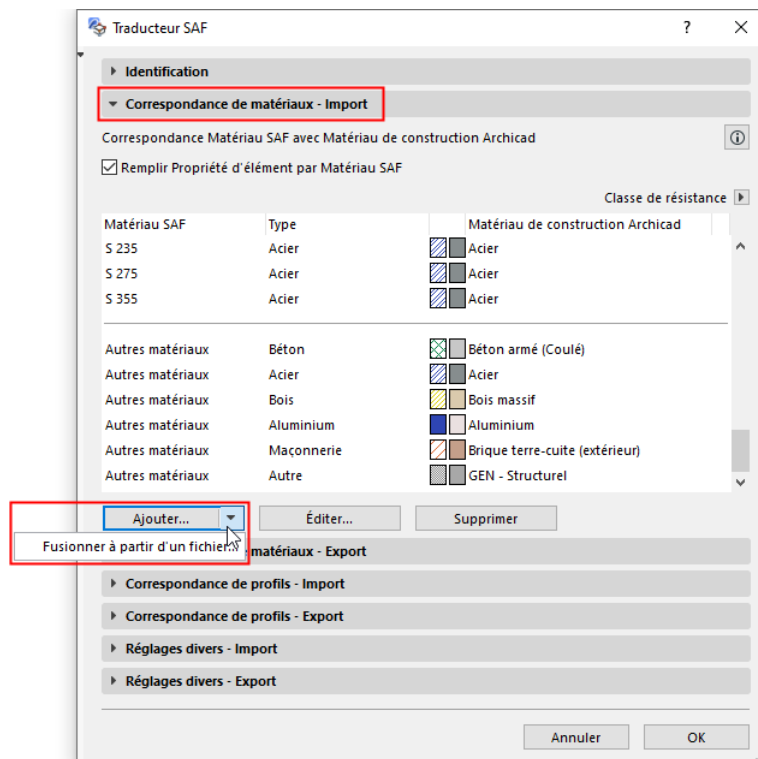 Traducteur SAF ? ×
Identification
Correspondance de matériaux - Import
Correspondance Matériau SAF avec Matériau de construction Archicad
Remplir Propriété d'élément par Matériau SAF
Classe de résistance
Matériau SAF Type Matériau de construction Archicad
S 235 Acier Acier
S 275 Acier Acier
S 355 Acier Acier
Autres matériaux Béton Béton armé (Coulé)
Autres matériaux Acier Acier
Autres matériaux Bois Bois massif
Autres matériaux Aluminium Aluminium
Autres matériaux Maçonnerie Brique terre-cuite (extérieur)
Autres matériaux Autre GEN - Structurel
Ajouter... Éditer... Supprimer
Fusionner à partir d'un fichier... matériaux - Export
Correspondance de profils - Import
Correspondance de profils - Export
Réglages divers - Import
Réglages divers - Export
Annuler OK